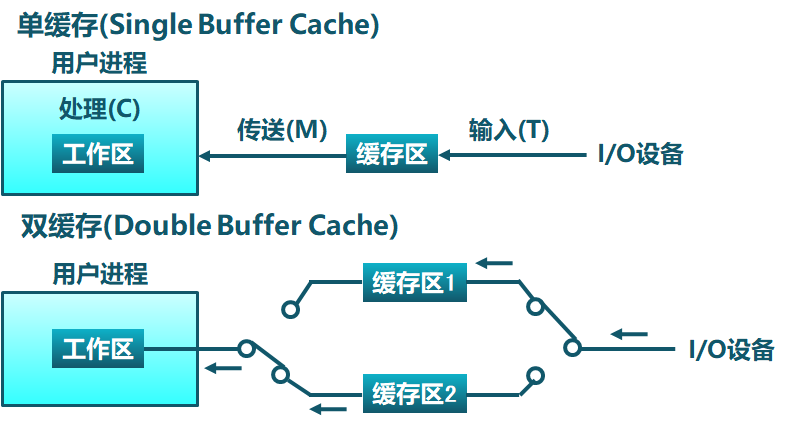 单缓存(Single Buffer Cache)
用户进程
处理(C)
工作区
传送(M)
缓存区
输入(T)
I/O设备
双缓存(Double Buffer Cache)
用户进程
工作区
缓存区1
缓存区2
I/O设备